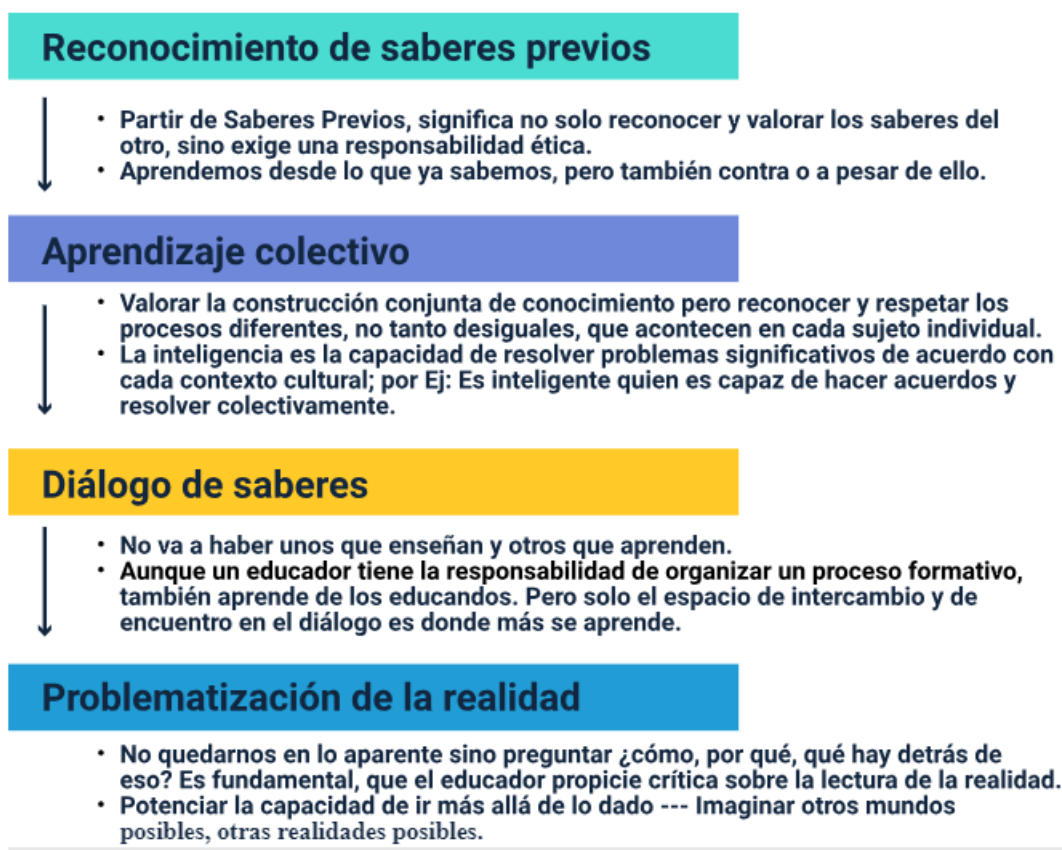 Reconocimiento de saberes previos
• Partir de Saberes Previos, significa no solo reconocer y valorar los saberes del
otro, sino exige una responsabilidad ética.
• Aprendemos desde lo que ya sabemos, pero también contra o a pesar de ello.
Aprendizaje colectivo
• Valorar la construcción conjunta de conocimiento pero reconocer y respetar los
procesos diferentes, no tanto desiguales, que acontecen en cada sujeto individual.
• La inteligencia es la capacidad de resolver problemas significativos de acuerdo con
cada contexto cultural; por Ej: Es inteligente quien es capaz de hacer acuerdos y
resolver colectivamente.
Diálogo de saberes
• No va a haber unos que enseñan y otros que aprenden.
• Aunque un educador tiene la responsabilidad de organizar un proceso formativo,
también aprende de los educandos. Pero solo el espacio de intercambio y de
encuentro en el diálogo es donde más se aprende.
Problematización de la realidad
• No quedarnos en lo aparente sino preguntar ¿cómo, por qué, qué hay detrás de
eso? Es fundamental, que el educador propicie crítica sobre la lectura de la realidad.
• Potenciar la capacidad de ir más allá de lo dado --- Imaginar otros mundos
posibles, otras realidades posibles.